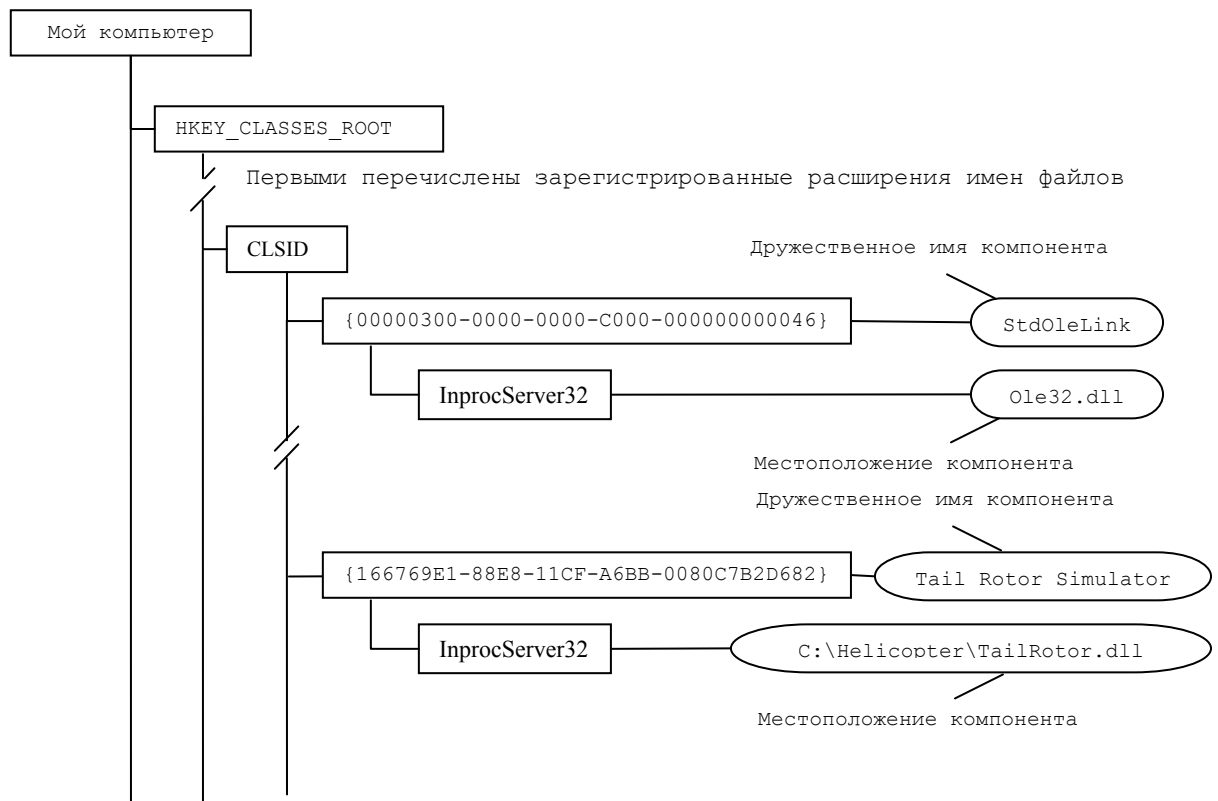 Мой компьютер
HKEY_CLASSES_ROOT
Первыми перечислены зарегистрированные расширения имен файлов
CLSID
Дружественное имя компонента
{00000300-0000-0000-C000-000000000046}
StdOleLink
InprocServer32
Ole32.dll
Местоположение компонента
Дружественное имя компонента
{166769E1-88E8-11CF-A6BB-0080C7B2D682}
Tail Rotor Simulator
InprocServer32
C:\Helicopter\TailRotor.dll
Местоположение компонента